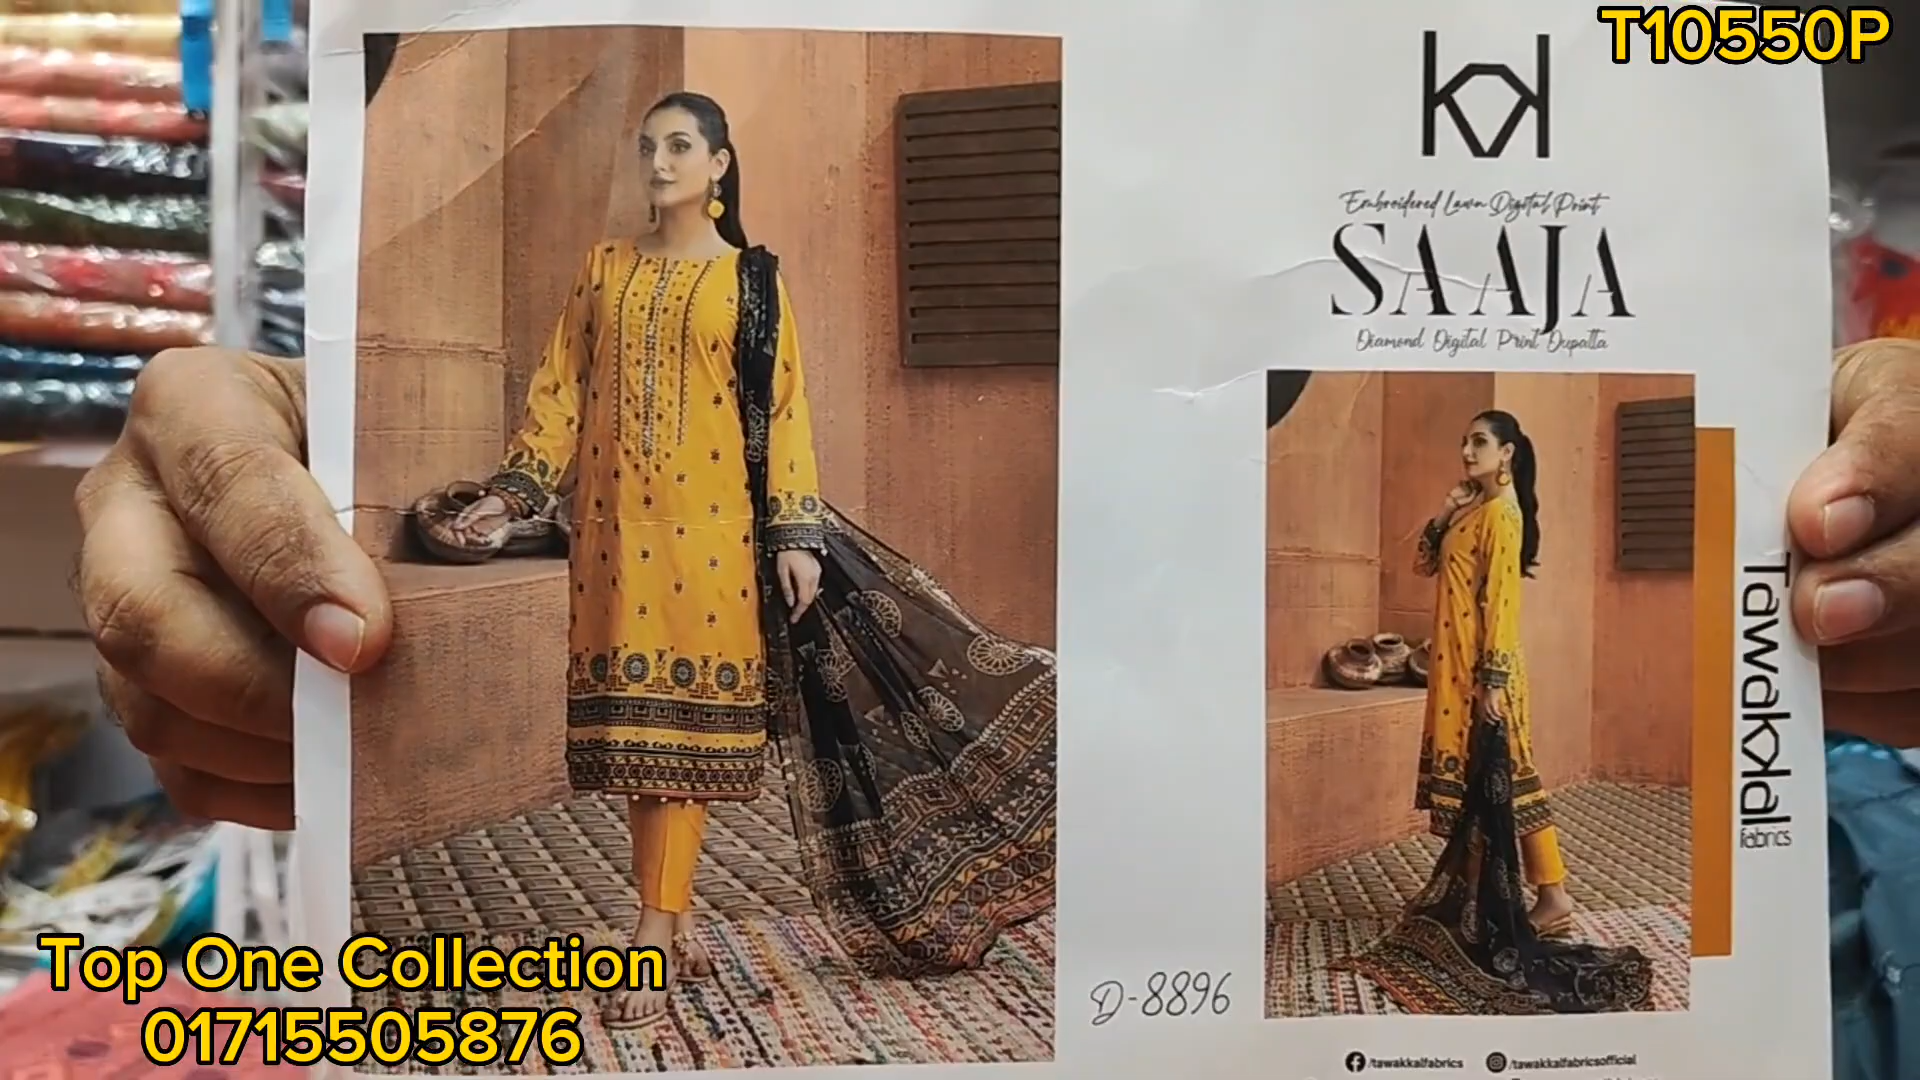 T10550P
Embroidered Lawn Digital Print
SAAJA
Diamond Digital Print Dupatta
Tawakkal
fabrics
D-8896
/tawakkalfabrics
/tawakkalfabricsofficial
Top One Collection
01715505876